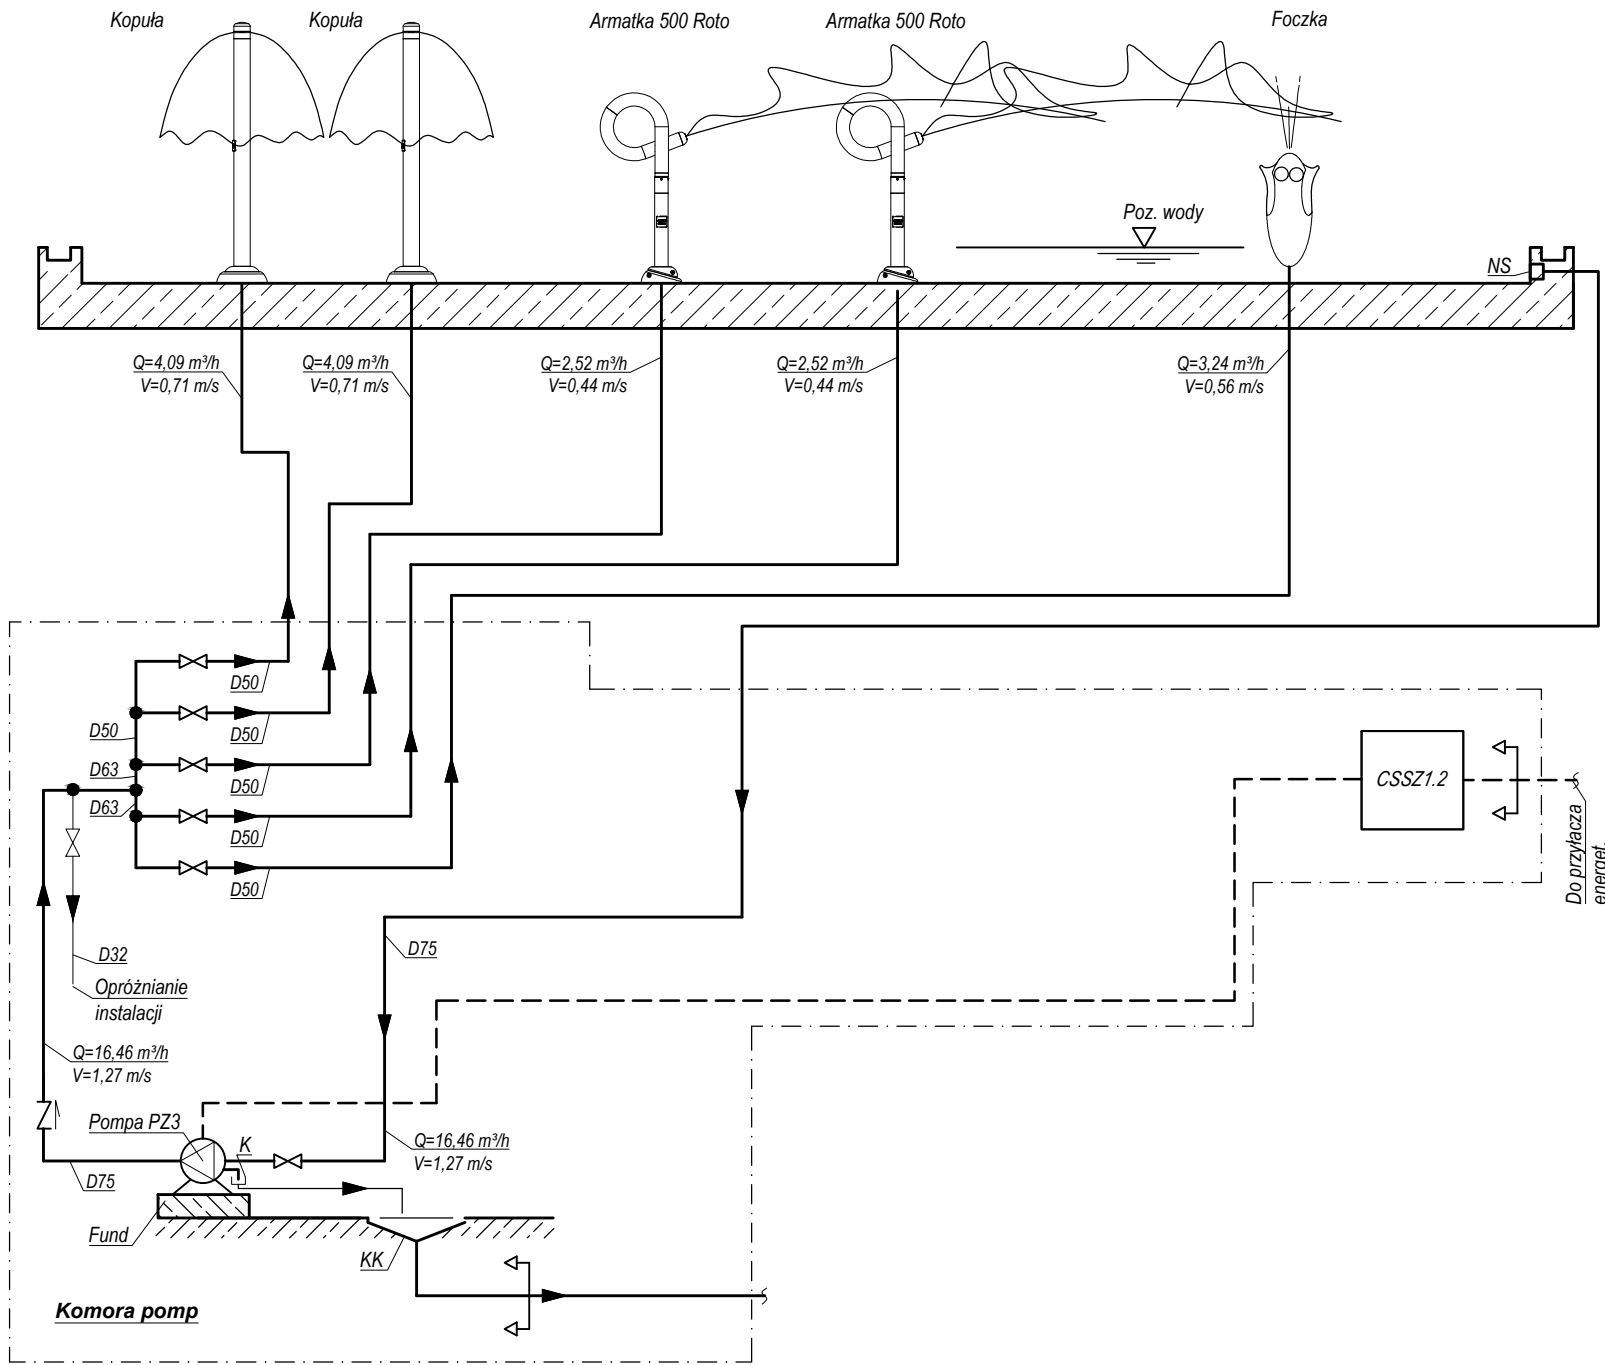 Kopuła
Kopuła
Armatka 500 Roto
Armatka 500 Roto
Foczka
Poz. wody
NS
Q=4,09 m³/h
V=0,71 m/s
Q=4,09 m³/h
V=0,71 m/s
Q=2,52 m³/h
V=0,44 m/s
Q=2,52 m³/h
V=0,44 m/s
Q=3,24 m³/h
V=0,56 m/s
D50
D50
D50
D63
D50
D63
D50
D50
CSSZ1.2
Do przyłacza
energet.
D32
Opróżnianie
instalacji
D75
Q=16,46 m³/h
V=1,27 m/s
Pompa PZ3
K
Q=16,46 m³/h
V=1,27 m/s
D75
Fund
KK
Komora pomp